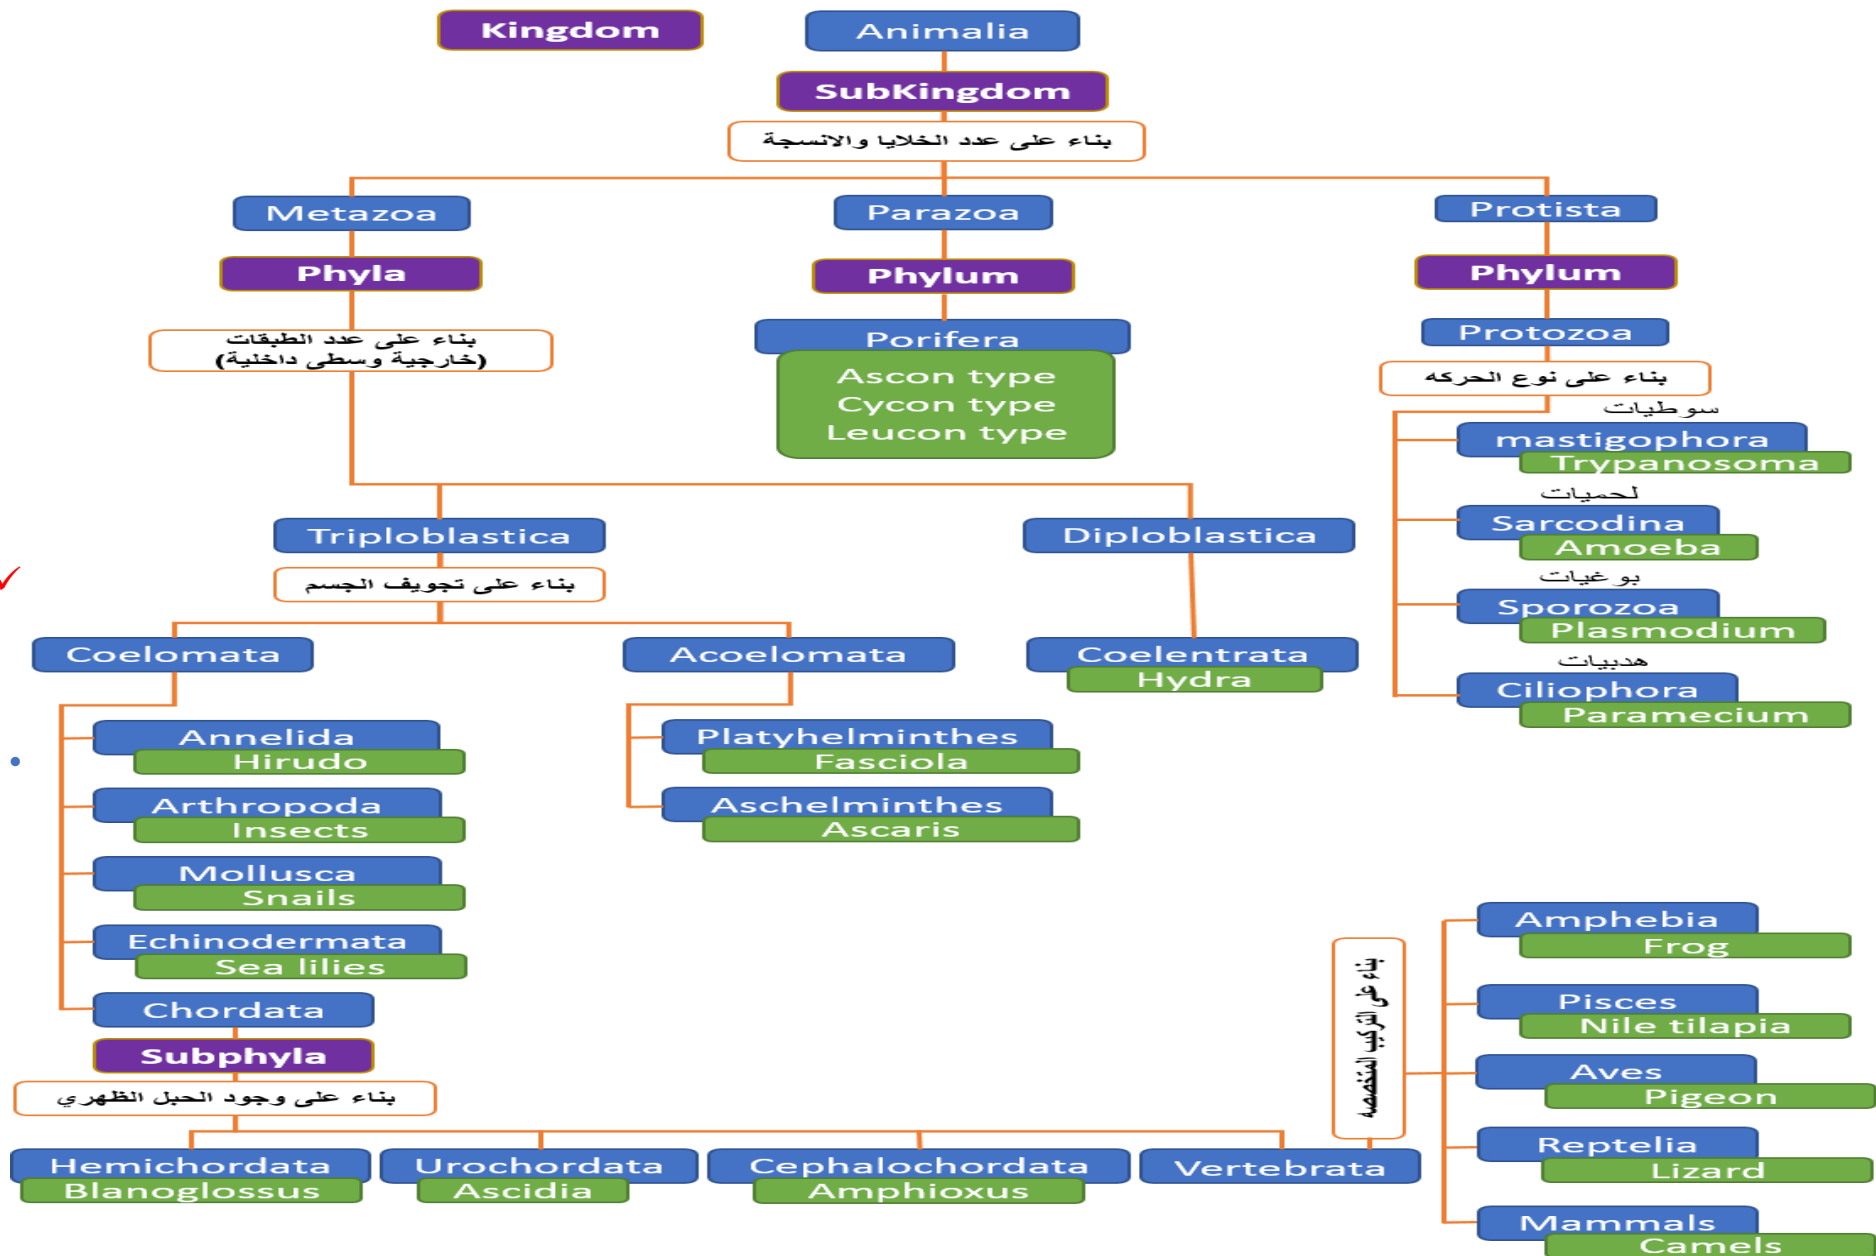 Kingdom
Animalia
SubKingdom
بناء على عدد الخلايا والانسجة
Metazoa
Parazoa
Protista
Phyla
Phylum
Phylum
بناء على عدد الطبقات
(خارجية وسطى داخلية)
Porifera
Ascon type
Cycon type
Leucon type
Protozoa
بناء على نوع الحركه
سوطيات
mastigophora
Trypanosoma
لحميات
Sarcodina
Amoeba
بوغيات
Sporozoa
Plasmodium
هدبيات
Ciliophora
Paramecium
Triploblastica
Diploblastica
بناء على تجويف الجسم
Coelomata
Acoelomata
Coelentrata
Hydra
Annelida
Hirudo
Arthropoda
Insects
Mollusca
Snails
Echinodermata
Sea lilies
Chordata
Platyhelminthes
Fasciola
Aschelminthes
Ascaris
Subphyla
بناء على وجود الحبل الظهري
Hemichordata
Blanoglossus
Urochordata
Ascidia
Cephalochordata
Amphioxus
Vertebrata
بناء على التركيب المتخصصه
Amphebia
Frog
Pisces
Nile tilapia
Aves
Pigeon
Reptelia
Lizard
Mammals
Camels